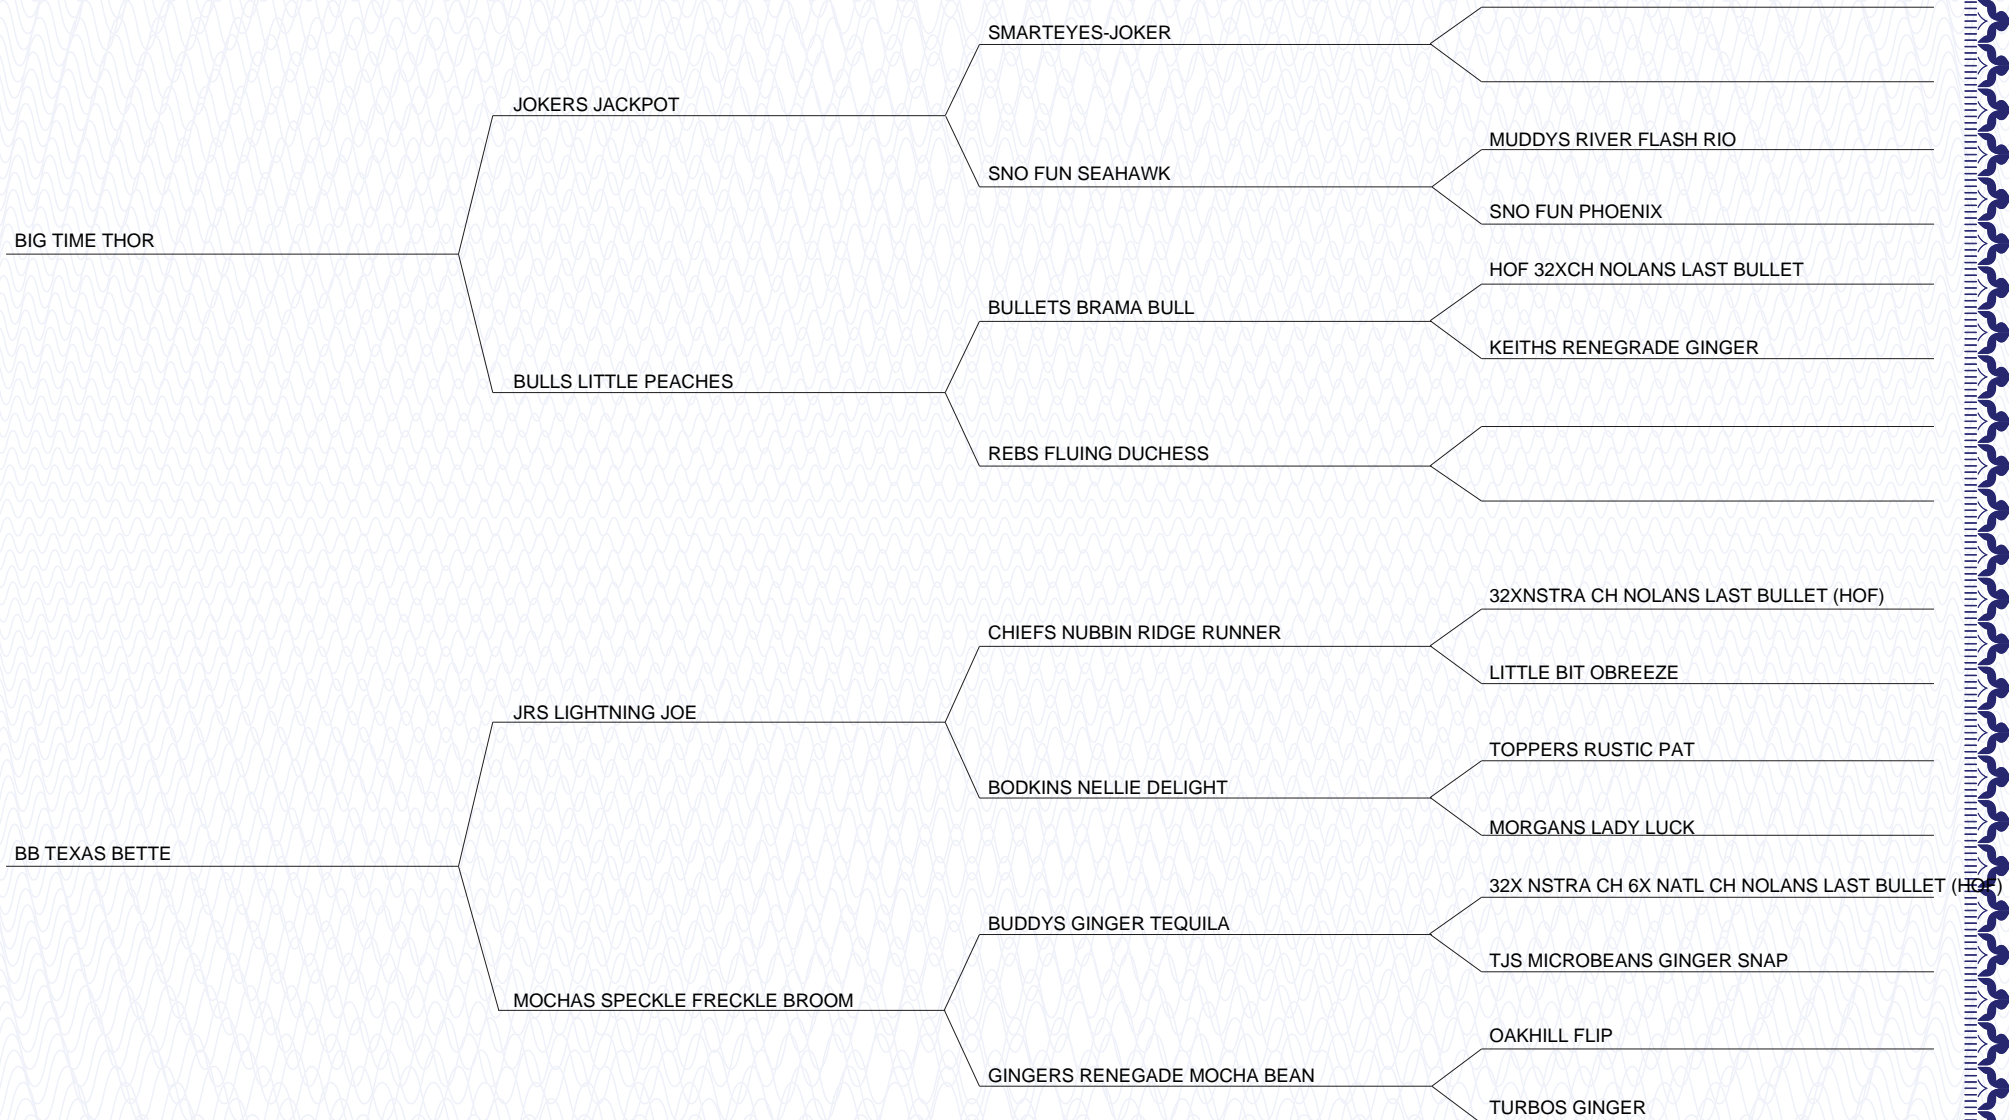 SMARTEYES-JOKER
JOKERS JACKPOT
MUDDYS RIVER FLASH RIO
SNO FUN SEAHAWK
SNO FUN PHOENIX
BIG TIME THOR
HOF 32XCH NOLANS LAST BULLET
BULLETS BRAMA BULL
KEITHS RENEGRADE GINGER
BULLS LITTLE PEACHES
REBS FLUING DUCHESS
32XNSTRA CH NOLANS LAST BULLET (HOF)
CHIEFS NUBBIN RIDGE RUNNER
LITTLE BIT OBREEZE
JRS LIGHTNING JOE
TOPPERS RUSTIC PAT
BODKINS NELLIE DELIGHT
MORGANS LADY LUCK
BB TEXAS BETTE
32X NSTRA CH 6X NATL CH NOLANS LAST BULLET (HOF)
BUDDYS GINGER TEQUILA
TJS MICROBEANS GINGER SNAP
MOCHAS SPECKLE FRECKLE BROOM
OAKHILL FLIP
GINGERS RENEGADE MOCHA BEAN
TURBOS GINGER